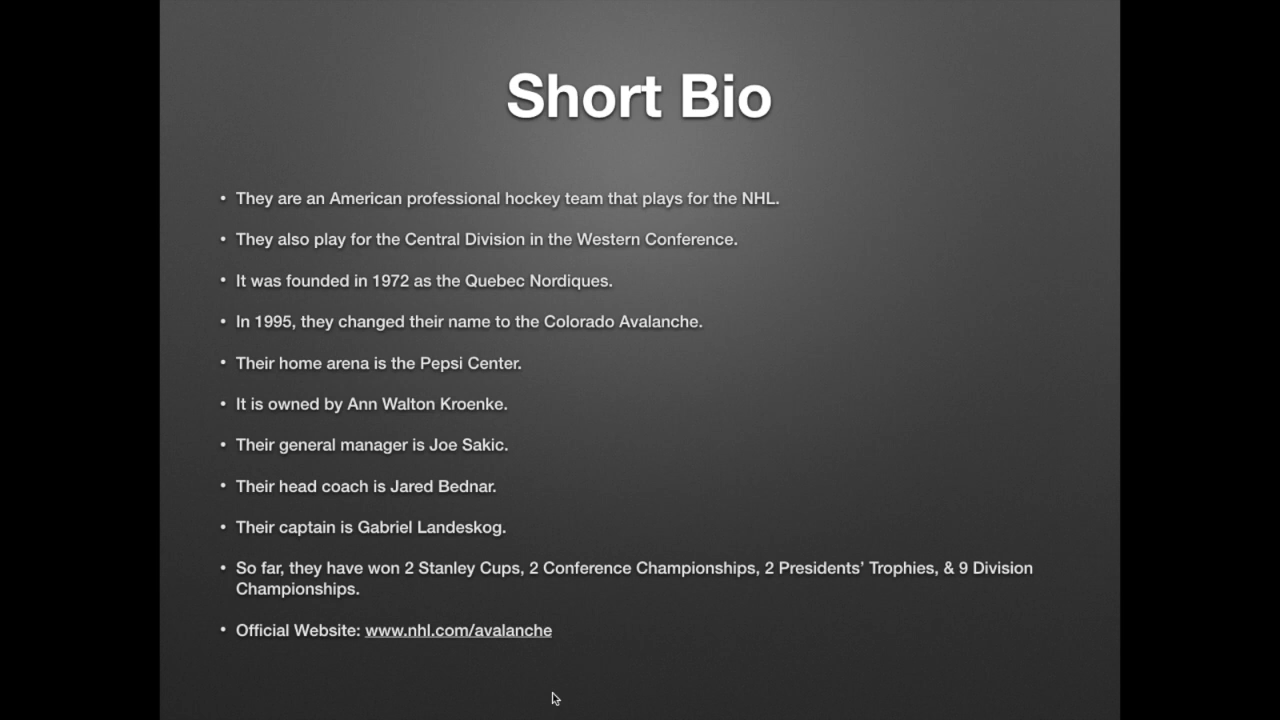 Short Bio
• They are an American professional hockey team that plays for the NHL.
• They also play for the Central Division in the Western Conference.
• It was founded in 1972 as the Quebec Nordiques.
• In 1995, they changed their name to the Colorado Avalanche.
• Their home arena is the Pepsi Center.
• It is owned by Ann Walton Kroenke.
• Their general manager is Joe Sakic.
• Their head coach is Jared Bednar.
• Their captain is Gabriel Landeskog.
• So far, they have won 2 Stanley Cups, 2 Conference Championships, 2 Presidents’ Trophies, & 9 Division
Championships.
• Official Website: www.nhl.com/avalanche